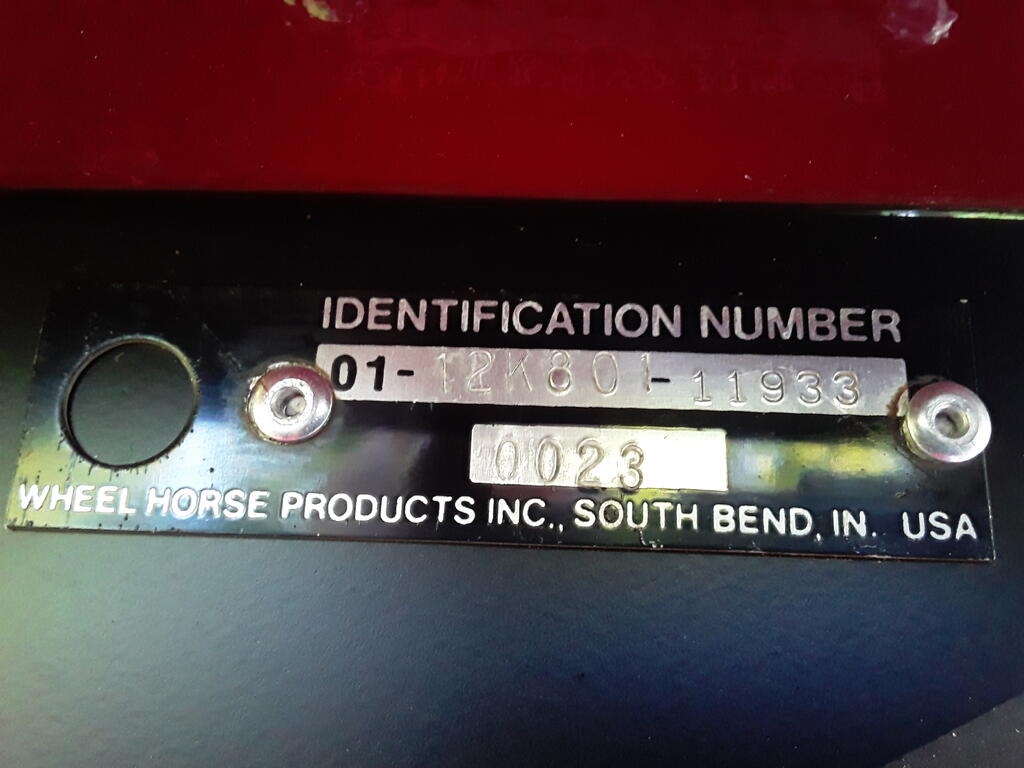 IDENTIFICATION NUMBER
01-12K801-11933
0023
WHEEL HORSE PRODUCTS INC., SOUTH BEND, IN. USA